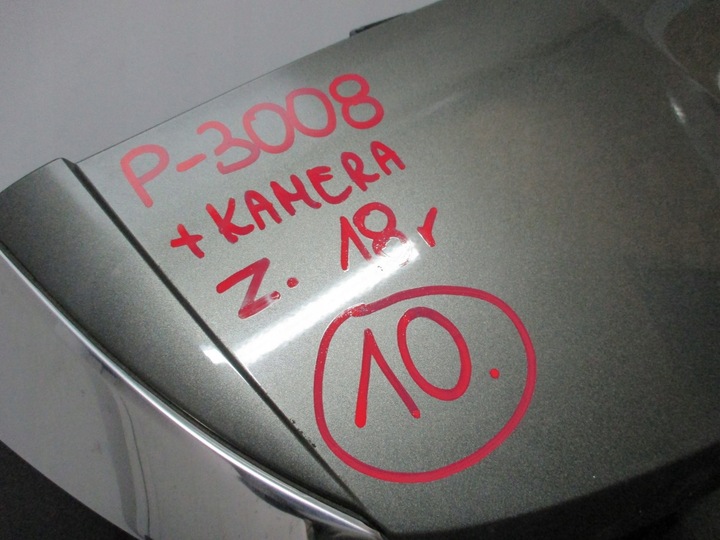 P-3008
+ KAMERA
Z. 18r
10.